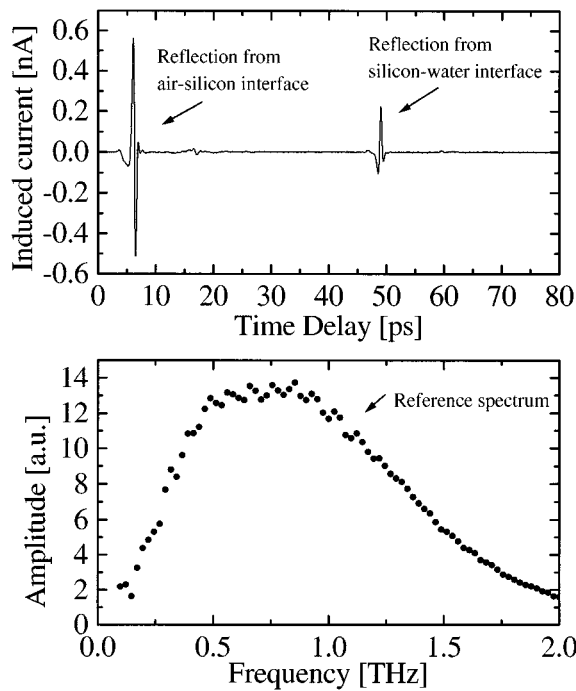 Induced current [nA]
0.6
0.4
0.2
0.0
-0.2
-0.4
-0.6
Reflection from
air-silicon interface
Reflection from
silicon-water interface
0 10 20 30 40 50 60 70 80
Time Delay [ps]
Amplitude [a.u.]
14
12
10
8
6
4
2
0
Reference spectrum
0.0 0.5 1.0 1.5 2.0
Frequency [THz]